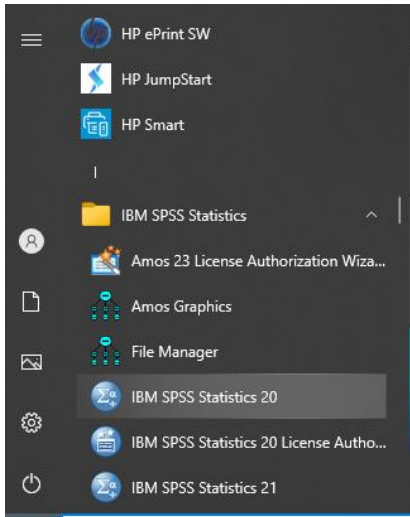 HP ePrint SW
HP JumpStart
HP Smart
I
IBM SPSS Statistics
Amos 23 License Authorization Wiza...
Amos Graphics
File Manager
IBM SPSS Statistics 20
IBM SPSS Statistics 20 License Autho...
IBM SPSS Statistics 21